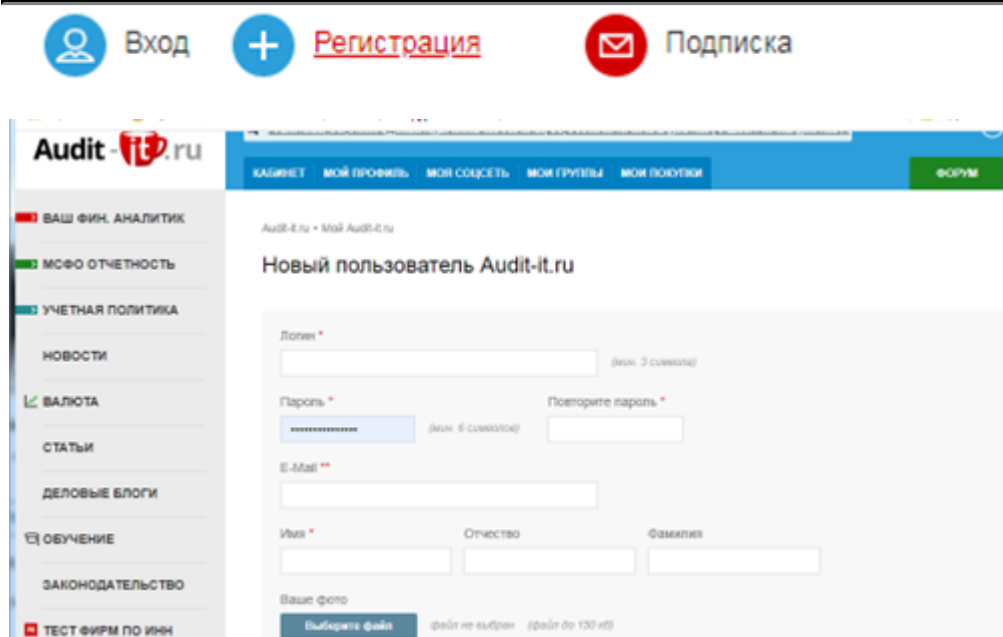 Вход Регистрация Подписка
Audit-it.ru
КАБИНЕТ МОЙ ПРОФИЛЬ МОЯ СОЦСЕТЬ МОИ ГРУППЫ МОИ ПОКУПКИ ФОРУМ
ВАШ ФИН. АНАЛИТИК
Audit-it.ru • Мой Audit-it.ru
МСФО ОТЧЕТНОСТЬ
Новый пользователь Audit-it.ru
УЧЕТНАЯ ПОЛИТИКА
НОВОСТИ
ВАЛЮТА
СТАТЬИ
ДЕЛОВЫЕ БЛОГИ
ОБУЧЕНИЕ
ЗАКОНОДАТЕЛЬСТВО
ТЕСТ ФИРМ ПО ИНН
Логин *
(мин. 3 символа)
Пароль * Повторите пароль *
(мин. 6 символов)
E-Mail **
Имя * Отчество Фамилия
Ваше фото
Выберите файл файл не выбран (файл до 130 кб)